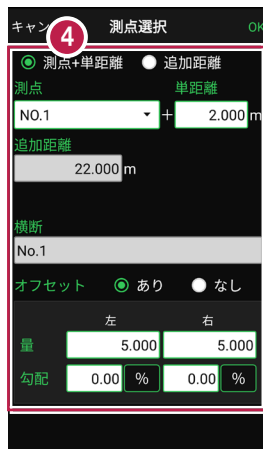 キャン 4 測点選択 OK
測点+単距離 追加距離
測点 単距離
NO.1 + 2.000 m
追加距離
22.000 m
横断
No.1
オフセット あり なし
左 右
量 5.000 5.000
勾配 0.00 % 0.00 %